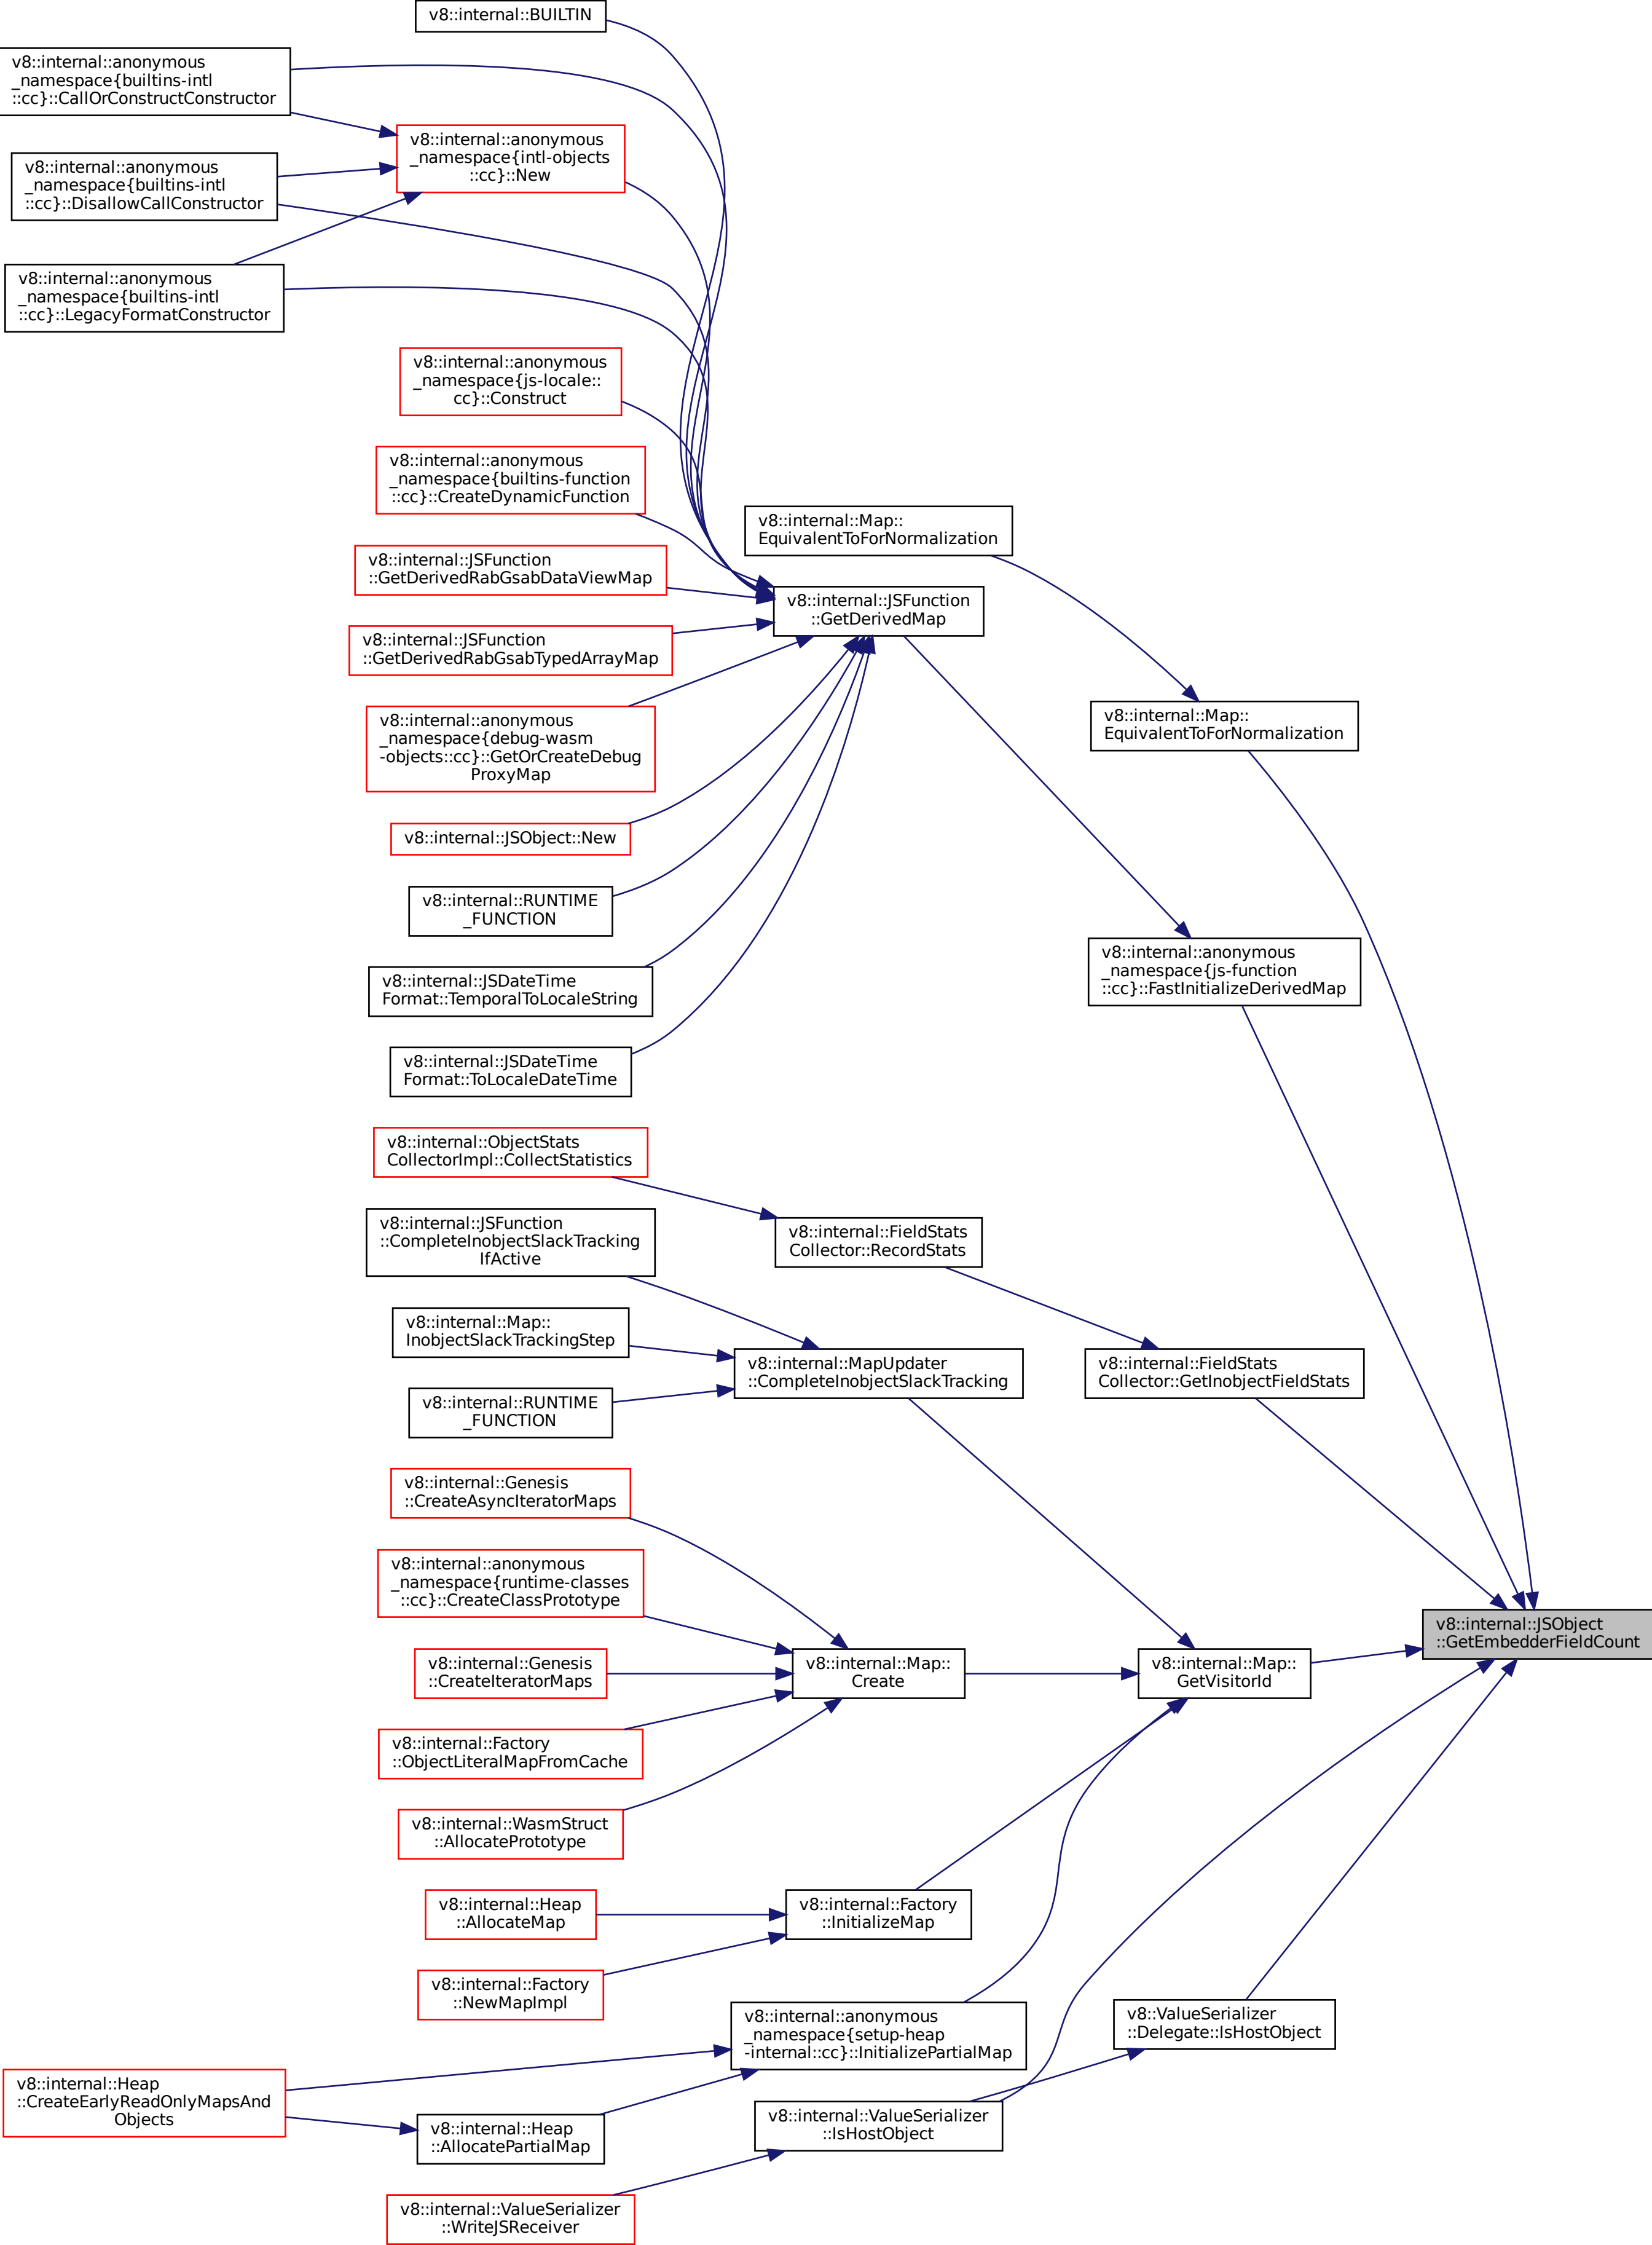 v8::internal::BUILTIN
v8::internal::anonymous
_namespace{builtins-intl
::cc}::CallOrConstructConstructor
v8::internal::anonymous
_namespace{intl-objects
::cc}::New
v8::internal::anonymous
_namespace{builtins-intl
::cc}::DisallowCallConstructor
v8::internal::anonymous
_namespace{builtins-intl
::cc}::LegacyFormatConstructor
v8::internal::anonymous
_namespace{js-locale::
cc}::Construct
v8::internal::anonymous
_namespace{builtins-function
::cc}::CreateDynamicFunction
v8::internal::Map::
EquivalentToForNormalization
v8::internal::JSFunction
::GetDerivedRabGsabDataViewMap
v8::internal::JSFunction
::GetDerivedMap
v8::internal::JSFunction
::GetDerivedRabGsabTypedArrayMap
v8::internal::Map::
EquivalentToForNormalization
v8::internal::anonymous
_namespace{debug-wasm
-objects::cc}::GetOrCreateDebug
ProxyMap
v8::internal::JSObject::New
v8::internal::RUNTIME
_FUNCTION
v8::internal::anonymous
_namespace{js-function
::cc}::FastInitializeDerivedMap
v8::internal::JSDateTime
Format::TemporalToLocaleString
v8::internal::JSDateTime
Format::ToLocaleDateTime
v8::internal::ObjectStats
CollectorImpl::CollectStatistics
v8::internal::JSFunction
::CompleteInobjectSlackTracking
IfActive
v8::internal::FieldStats
Collector::RecordStats
v8::internal::Map::
InobjectSlackTrackingStep
v8::internal::MapUpdater
::CompleteInobjectSlackTracking
v8::internal::FieldStats
Collector::GetInobjectFieldStats
v8::internal::RUNTIME
_FUNCTION
v8::internal::Genesis
::CreateAsyncIteratorMaps
v8::internal::anonymous
_namespace{runtime-classes
::cc}::CreateClassPrototype
v8::internal::JSObject
::GetEmbedderFieldCount
v8::internal::Genesis
::CreateIteratorMaps
v8::internal::Map::
Create
v8::internal::Map::
GetVisitorId
v8::internal::Factory
::ObjectLiteralMapFromCache
v8::internal::WasmStruct
::AllocatePrototype
v8::internal::Heap
::AllocateMap
v8::internal::Factory
::InitializeMap
v8::internal::Factory
::NewMapImpl
v8::internal::anonymous
_namespace{setup-heap
-internal::cc}::InitializePartialMap
v8::ValueSerializer
::Delegate::IsHostObject
v8::internal::Heap
::CreateEarlyReadOnlyMapsAnd
Objects
v8::internal::Heap
::AllocatePartialMap
v8::internal::ValueSerializer
::IsHostObject
v8::internal::ValueSerializer
::WriteJSReceiver